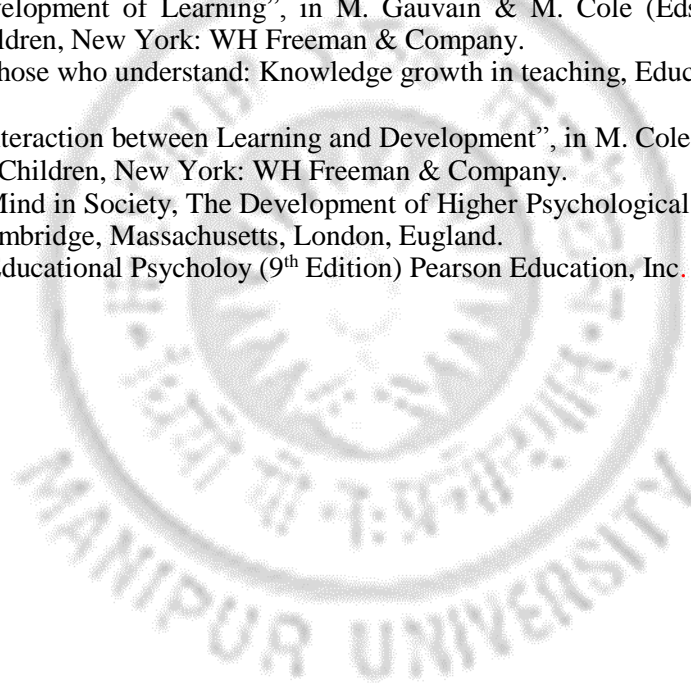 velopment of Learning”, in M. Gauvain & M. Cole (Eds
ldren, New York: WH Freeman & Company.
hose who understand: Knowledge growth in teaching, Educ
nteraction between Learning and Development”, in M. Cole
Children, New York: WH Freeman & Company.
Mind in Society, The Development of Higher Psychological
mbridge, Massachusetts, London, Eugland.
Educational Psycholoy (9th Edition) Pearson Education, Inc.
MANIPUR UNIVERSITY